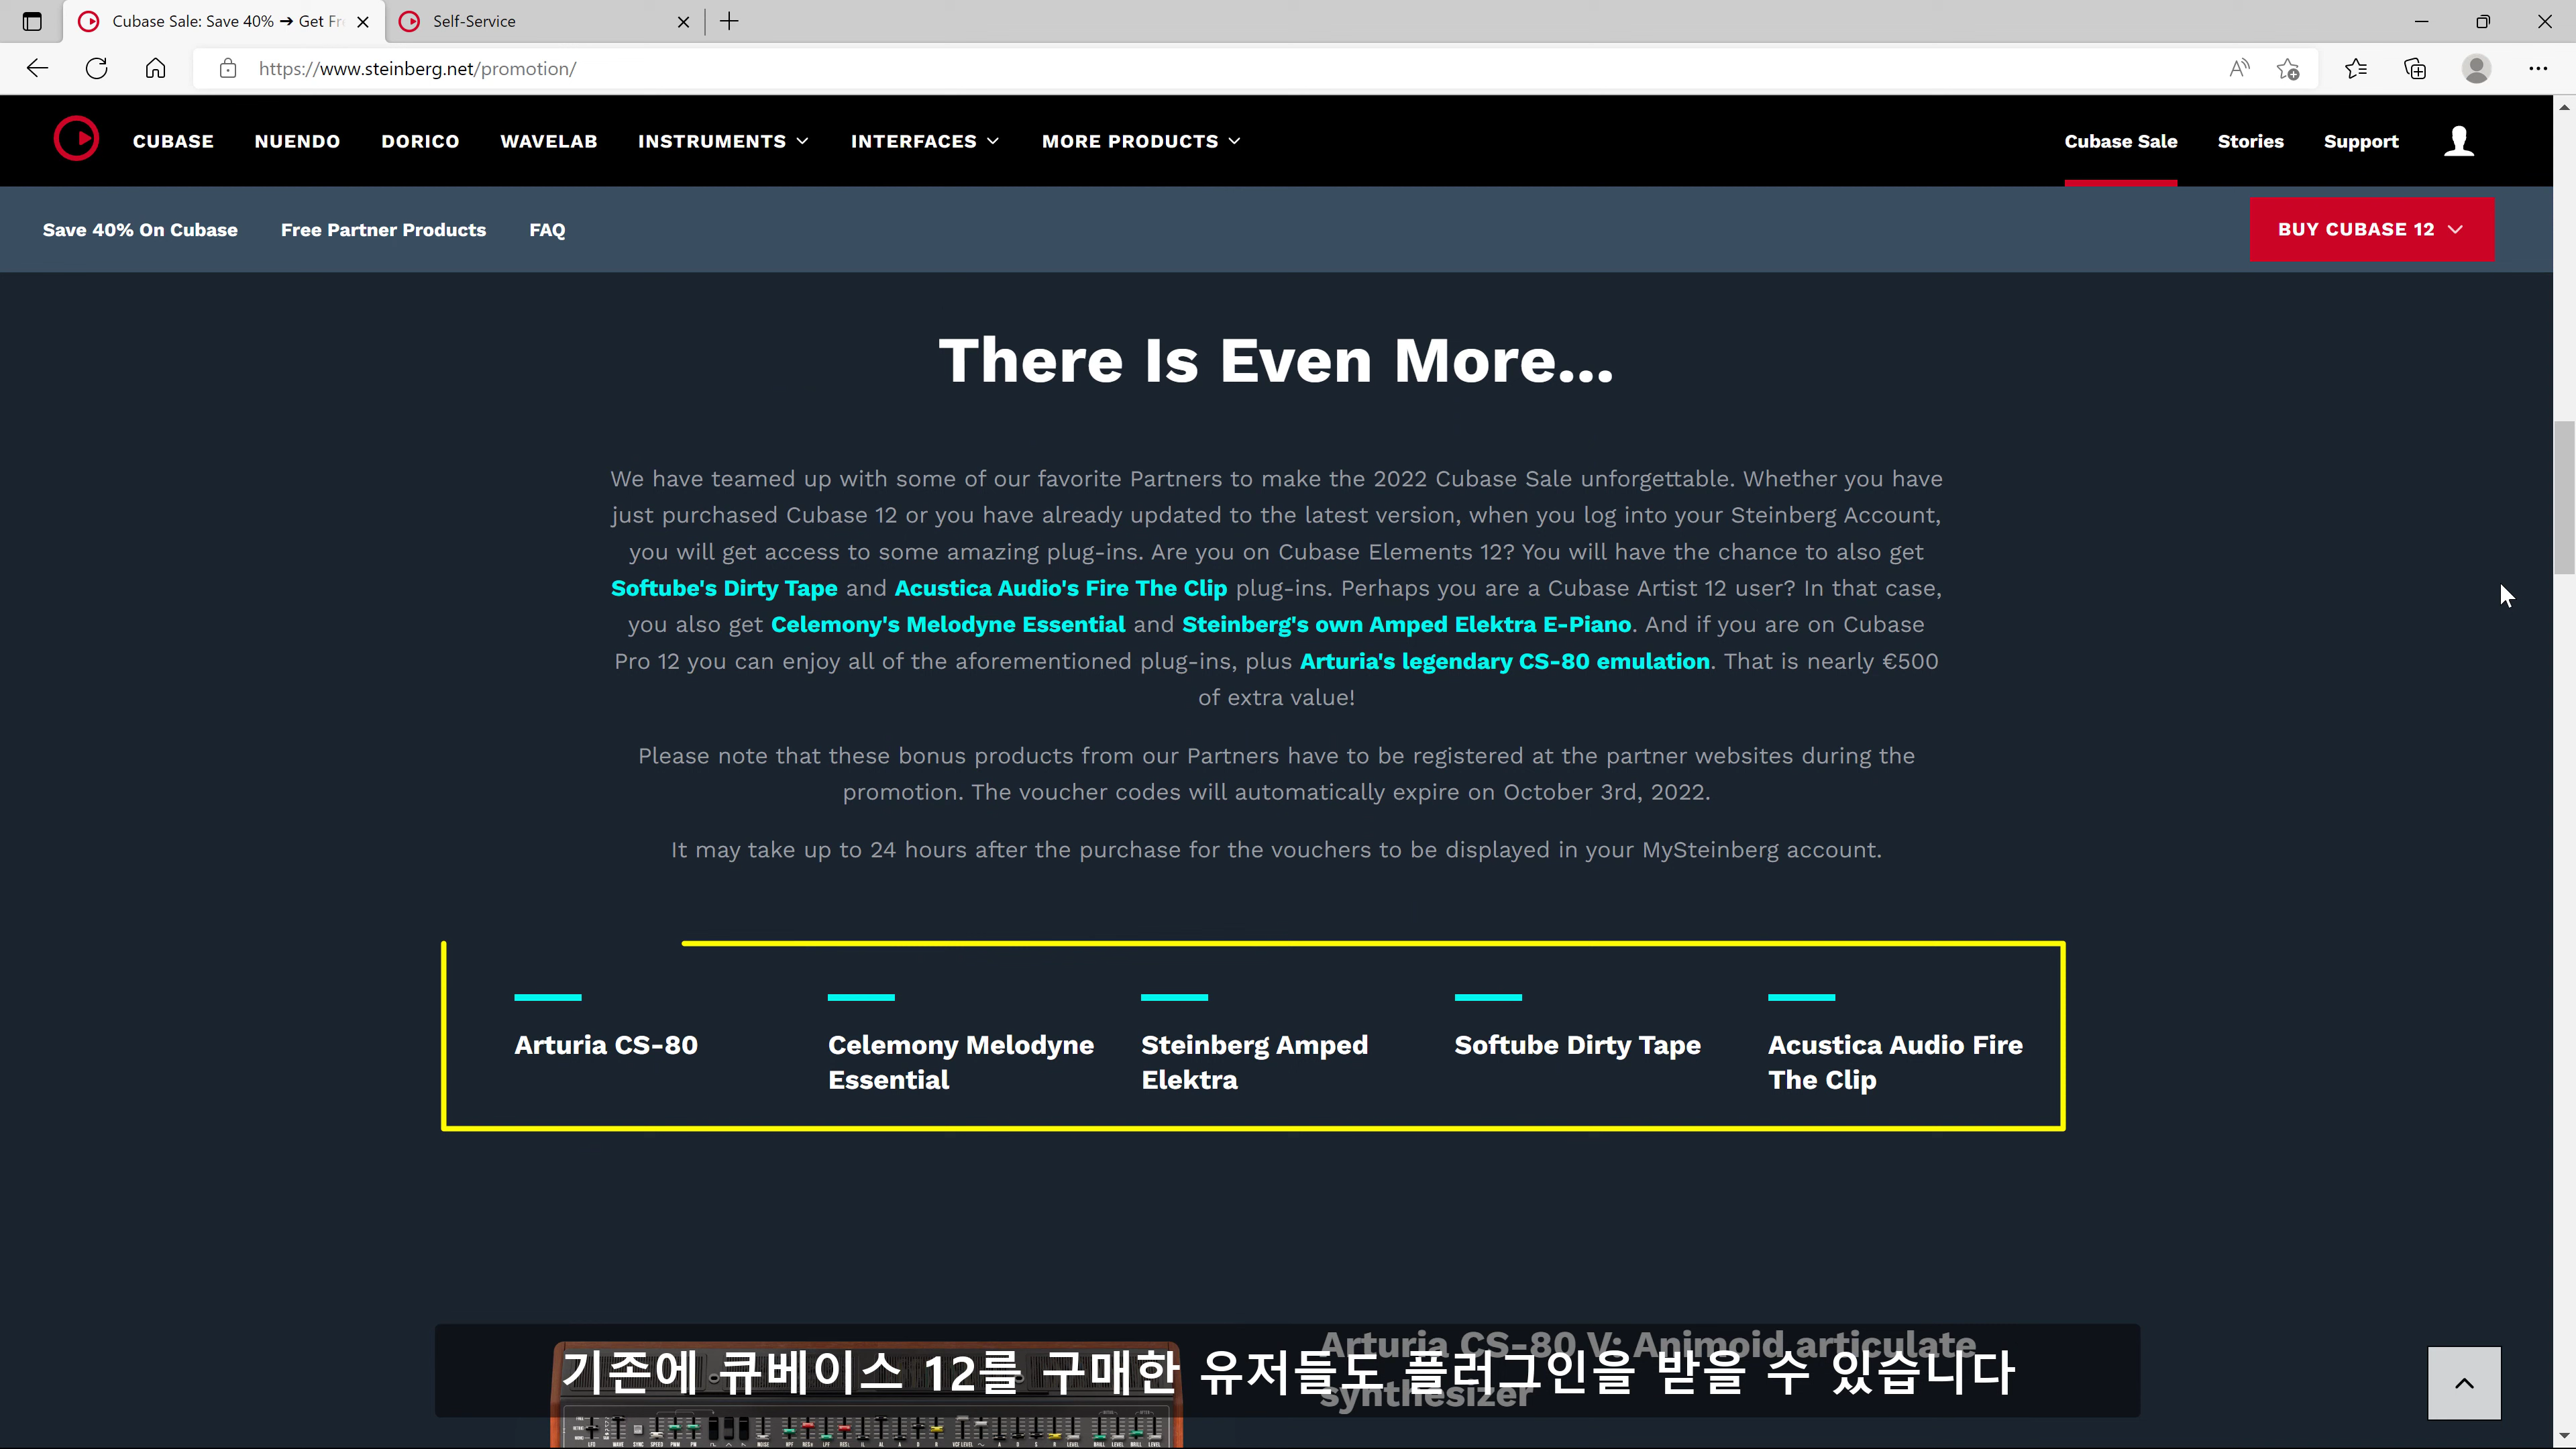 Cubase Sale: Save 40% → Get Fr
Self-Service
https://www.steinberg.net/promotion/
CUBASE NUENDO DORICO WAVELAB INSTRUMENTS INTERFACES MORE PRODUCTS Cubase Sale Stories Support
Save 40% On Cubase Free Partner Products FAQ BUY CUBASE 12
There Is Even More...
We have teamed up with some of our favorite Partners to make the 2022 Cubase Sale unforgettable. Whether you have
just purchased Cubase 12 or you have already updated to the latest version, when you log into your Steinberg Account,
you will get access to some amazing plug-ins. Are you on Cubase Elements 12? You will have the chance to also get
Softube's Dirty Tape and Acustica Audio's Fire The Clip plug-ins. Perhaps you are a Cubase Artist 12 user? In that case,
you also get Celemony's Melodyne Essential and Steinberg's own Amped Elektra E-Piano. And if you are on Cubase
Pro 12 you can enjoy all of the aforementioned plug-ins, plus Arturia's legendary CS-80 emulation. That is nearly €500
of extra value!
Please note that these bonus products from our Partners have to be registered at the partner websites during the
promotion. The voucher codes will automatically expire on October 3rd, 2022.
It may take up to 24 hours after the purchase for the vouchers to be displayed in your MySteinberg account.
Arturia CS-80
Celemony Melodyne
Essential
Steinberg Amped
Elektra
Softube Dirty Tape
Acustica Audio Fire
The Clip
Arturia CS-80 V: Animoid articulate
synthesizer
기존에 큐베이스 12를 구매한 유저들도 플러그인을 받을 수 있습니다